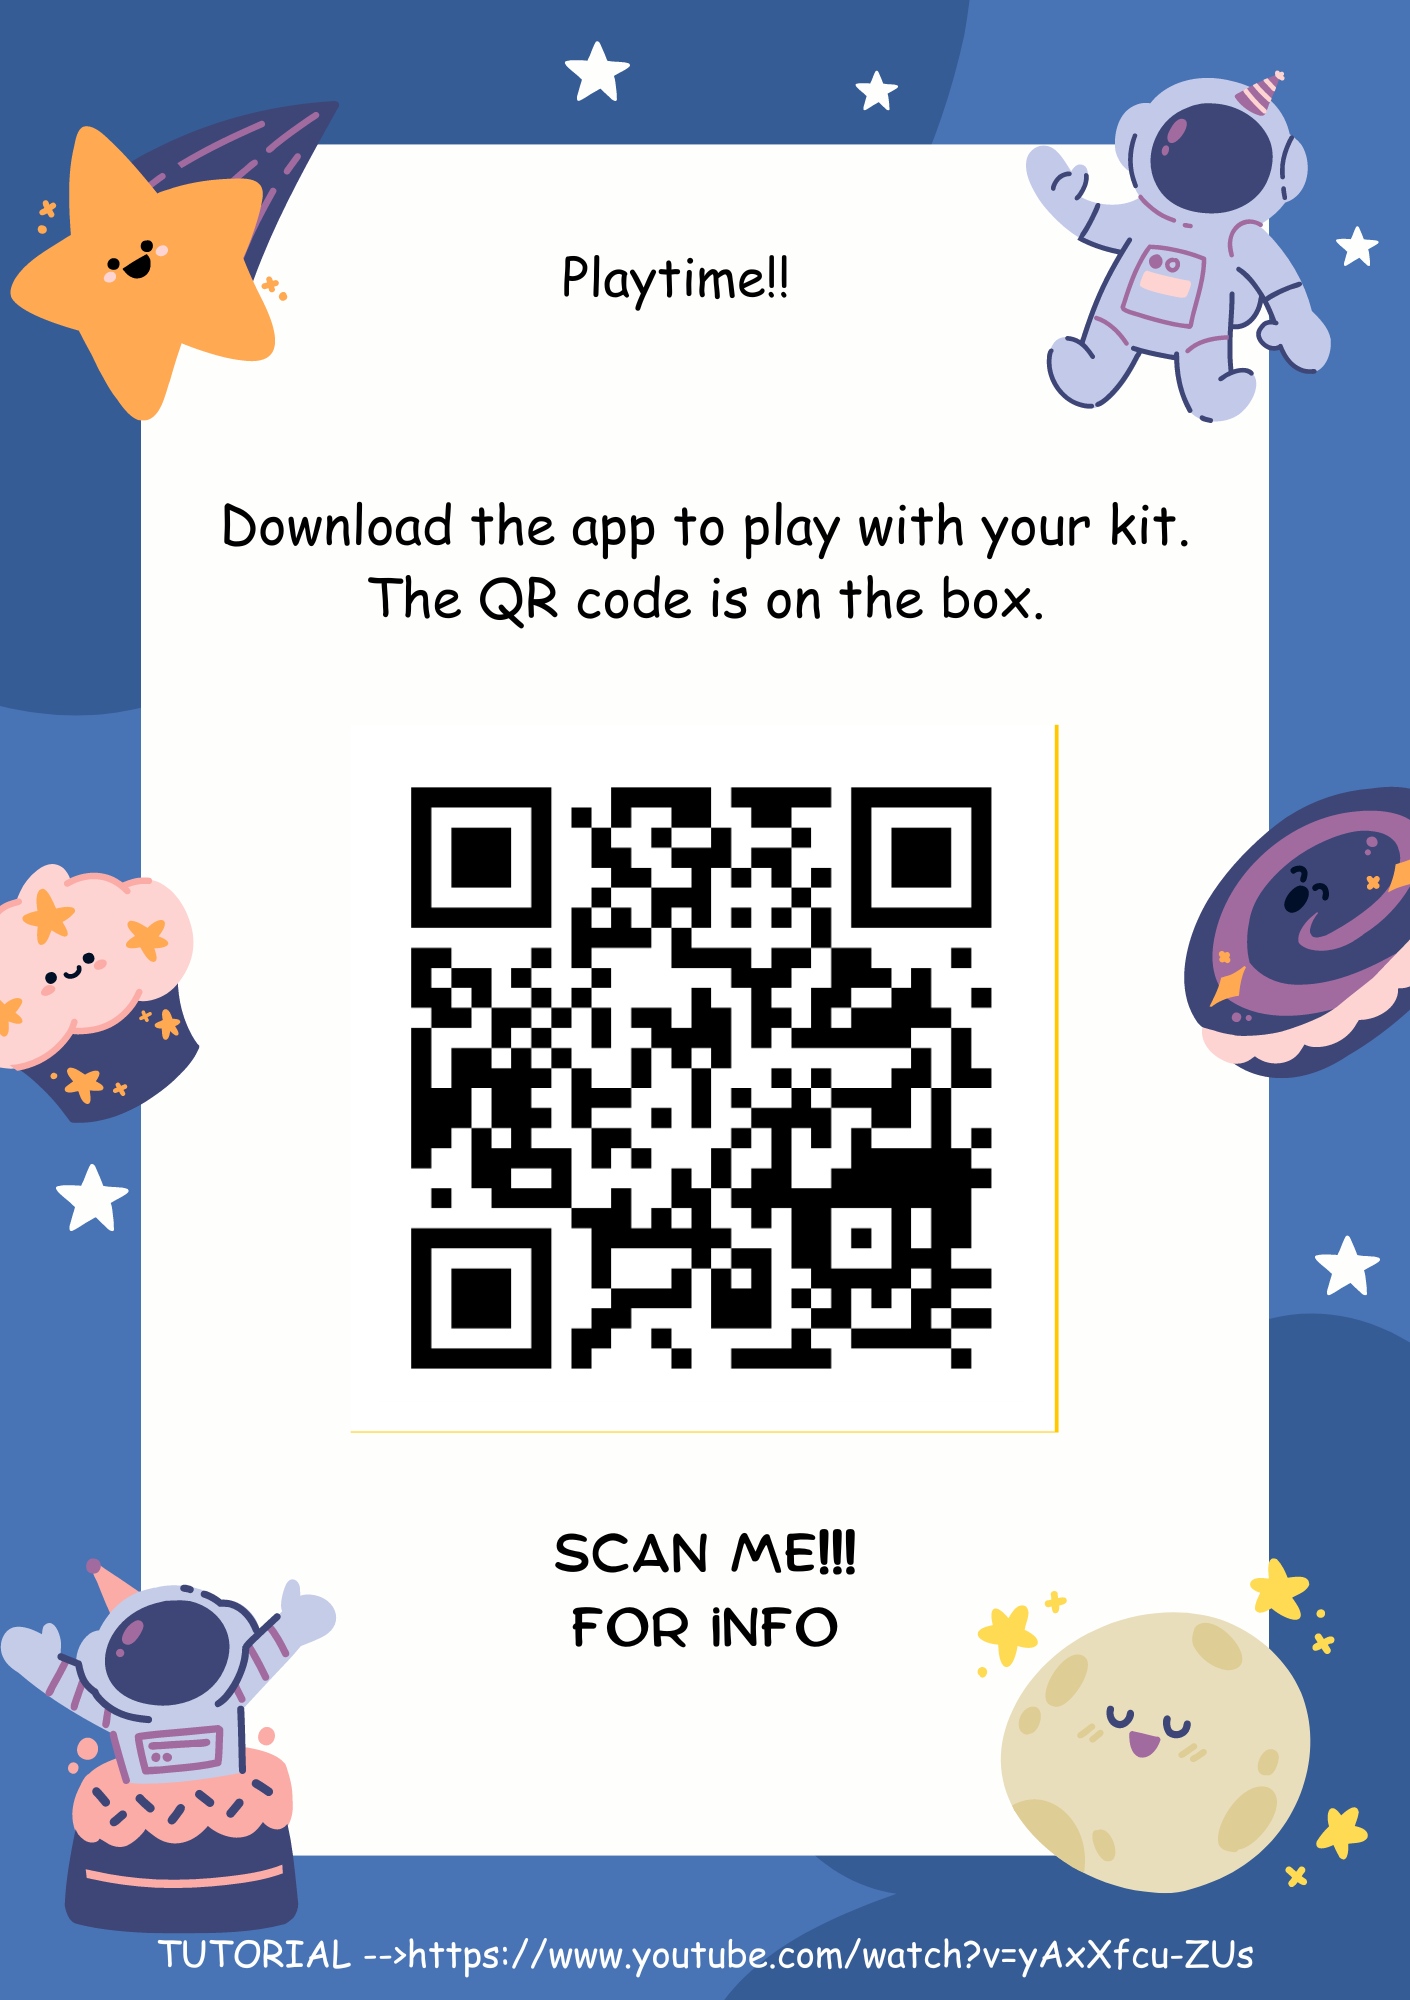 Playtime!!
Download the app to play with your kit.
The QR code is on the box.
SCAN ME!!!
FOR iNFO
TUTORIAL -->https://www.youtube.com/watch?v=yAxXfcu-ZUs